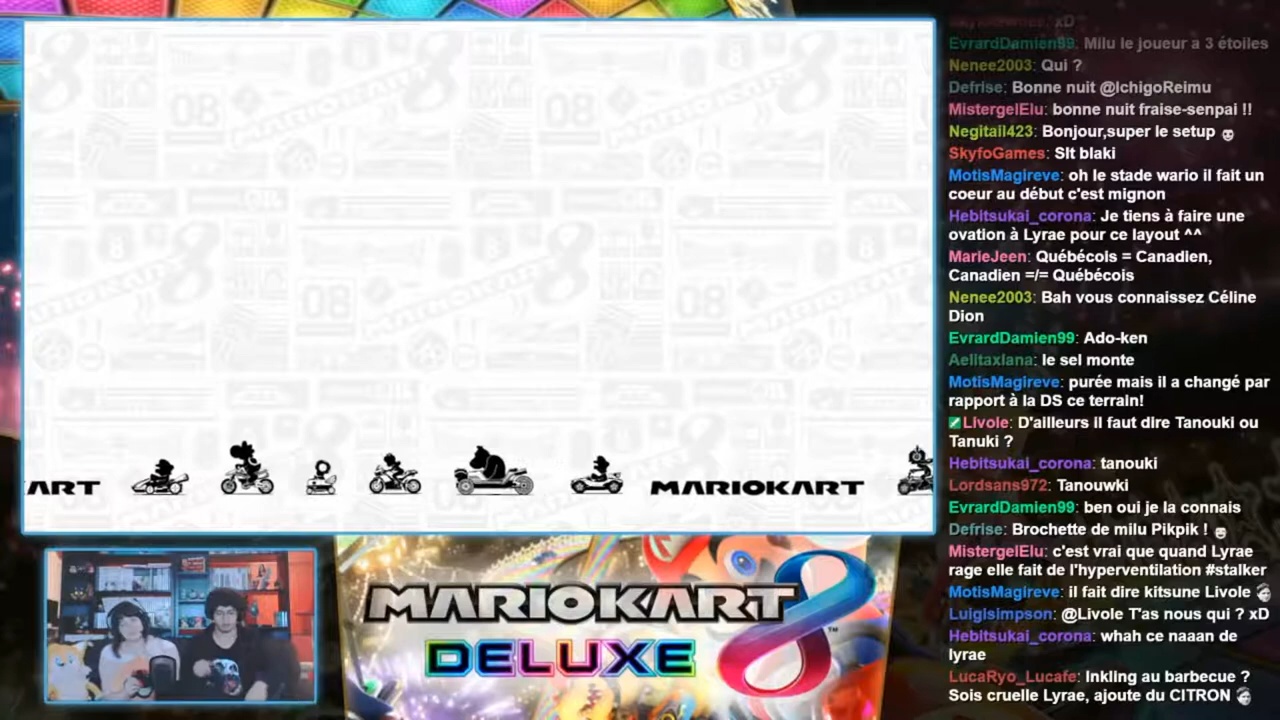 ART
MARIOKART
MARIOKART 8
DELUXE
TM
xD
EvrardDamien99: Milu le joueur a 3 étoiles
Nenee2003: Qui ?
Defrise: Bonne nuit @IchigoReimu
MistergelElu: bonne nuit fraise-senpai !!
Negitail423: Bonjour,super le setup
SkyfoGames: Slt blaki
MotisMagireve: oh le stade wario il fait un
coeur au début c'est mignon
Hebitsukai_corona: Je tiens à faire une
ovation à Lyrae pour ce layout ^^
MarieJeen: Québécois = Canadien,
Canadien =/= Québécois
Nenee2003: Bah vous connaissez Céline
Dion
EvrardDamien99: Ado-ken
Aelitaxlana: le sel monte
MotisMagireve: purée mais il a changé par
rapport à la DS ce terrain!
Livole: D'ailleurs il faut dire Tanouki ou
Tanuki ?
Hebitsukai_corona: tanouki
Lordsans972: Tanouwki
EvrardDamien99: ben oui je la connais
Defrise: Brochette de milu Pikpik !
MistergelElu: c'est vrai que quand Lyrae
rage elle fait de l'hyperventilation #stalker
MotisMagireve: il fait dire kitsune Livole
Luigisimpson: @Livole T'as nous qui ? xD
Hebitsukai_corona: whah ce naaan de
lyrae
LucaRyo_Lucafe: Inkling au barbecue ?
Sois cruelle Lyrae, ajoute du CITRON